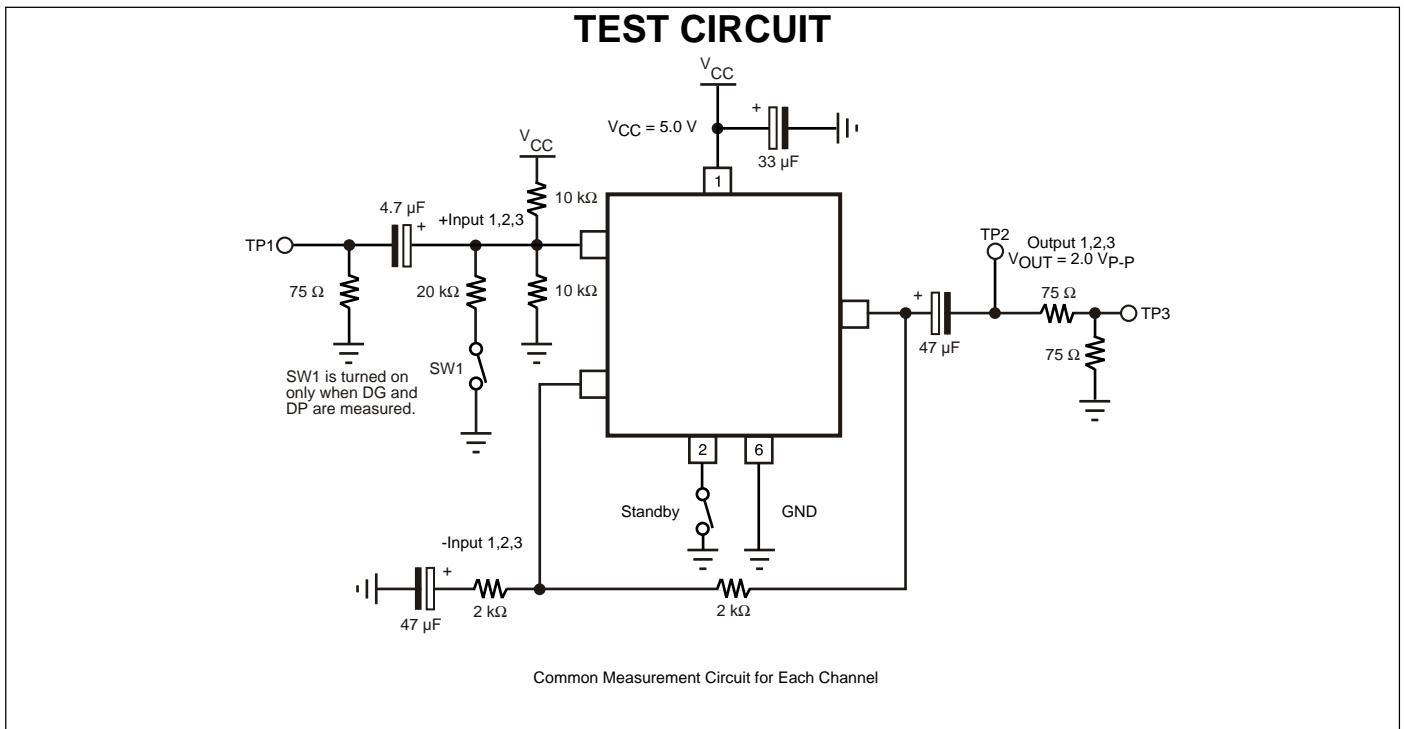 TEST CIRCUIT
VCC
VCC = 5.0 V
+
33 µF
1
VCC
10 kΩ
4.7 µF
+
+Input 1,2,3
TP1
75 Ω
20 kΩ
10 kΩ
SW1
SW1 is turned on
only when DG and
DP are measured.
TP2
Output 1,2,3
VOUT = 2.0 VP-P
+
47 µF
75 Ω
TP3
75 Ω
2
6
Standby
GND
-Input 1,2,3
+
47 µF
2 kΩ
2 kΩ
Common Measurement Circuit for Each Channel